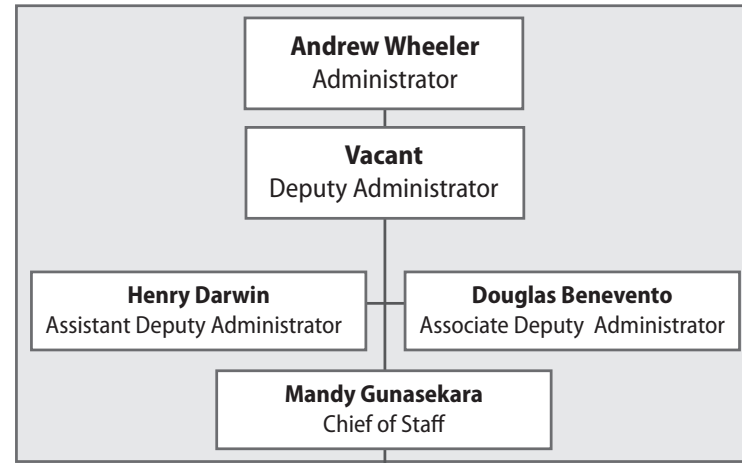 Andrew Wheeler
Administrator
Vacant
Deputy Administrator
Henry Darwin
Assistant Deputy Administrator
Douglas Benevento
Associate Deputy Administrator
Mandy Gunasekara
Chief of Staff